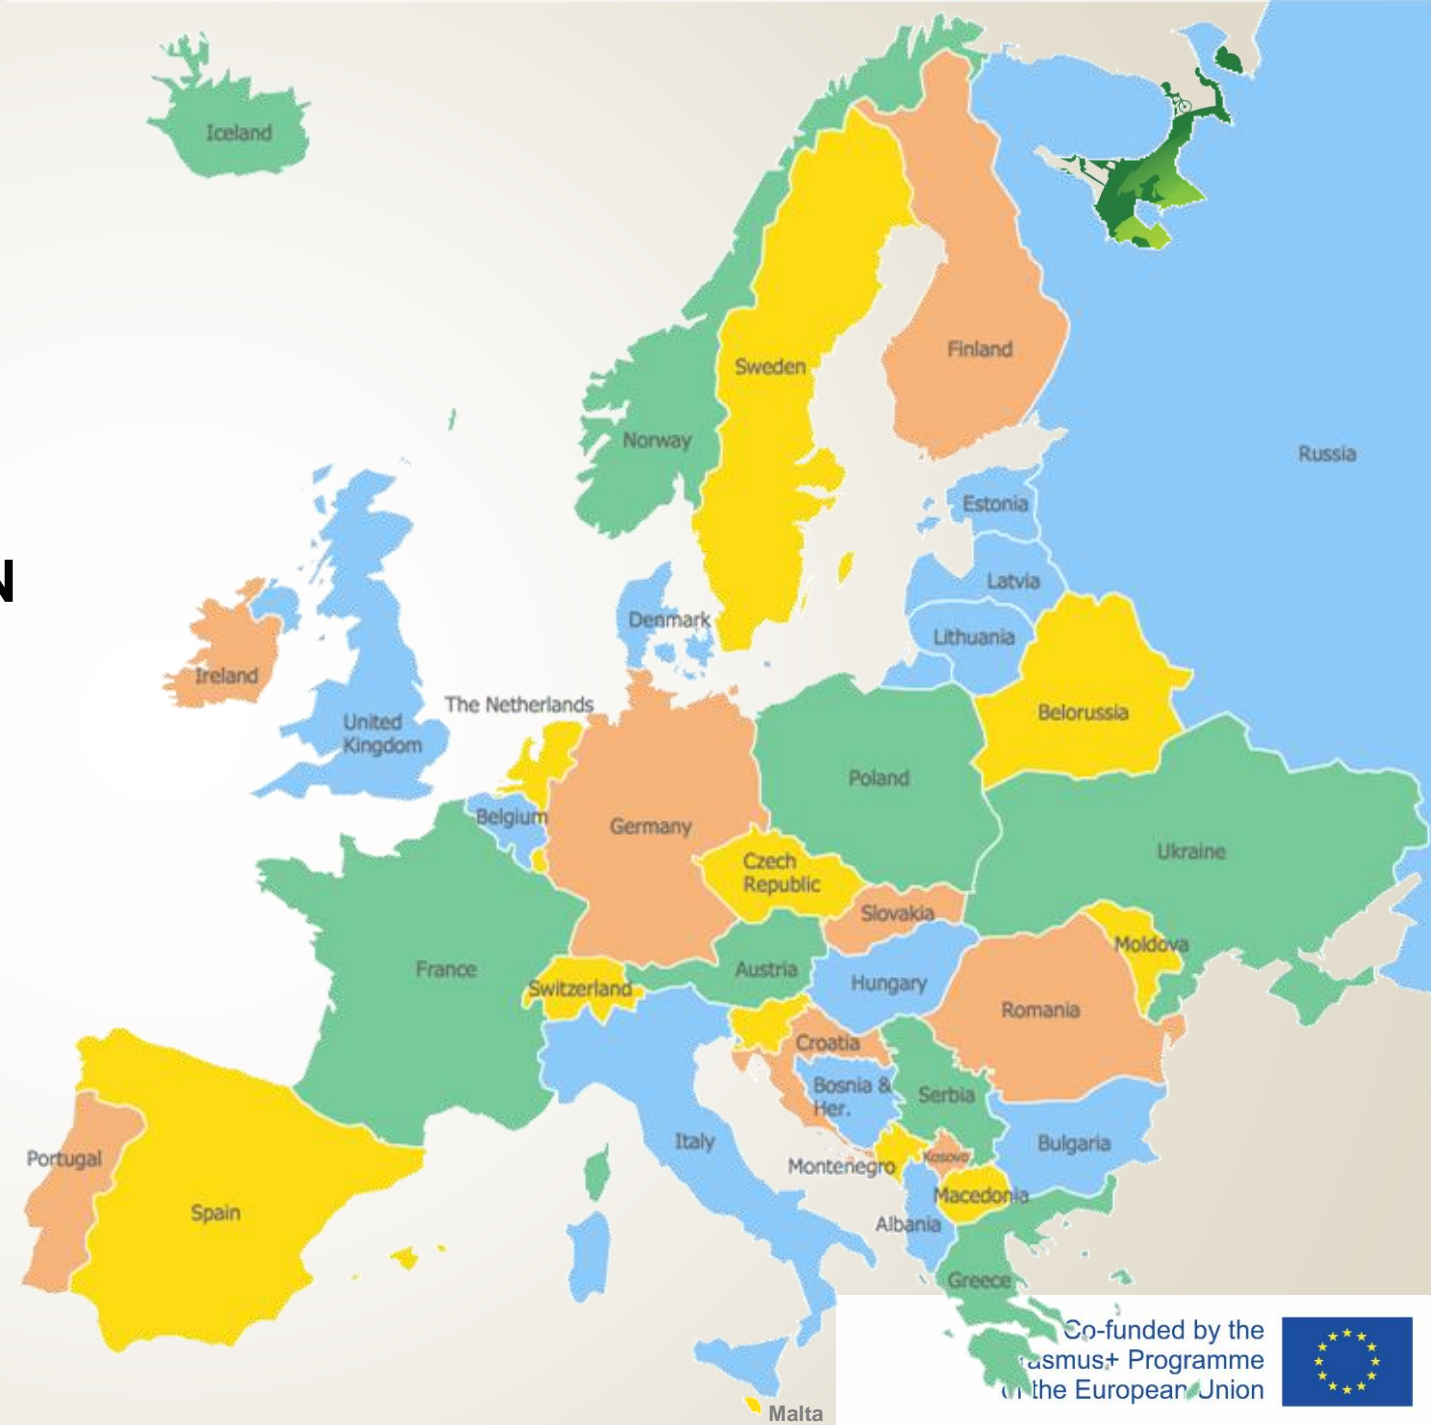 Iceland
Finland
Sweden
Norway
Russia
Estonia
Latvia
N
Denmark
Lithuania
Ireland
The Netherlands
Belorussia
United
Kingdom
Poland
Belgium
Germany
Ukraine
Czech
Republic
Slovakia
Moldova
France
Austria
Switzerland
Hungary
Romania
Croatia
Bosnia &
Her.
Serbia
Italy
Bulgaria
Portugal
Kosovo
Montenegro
Macedonia
Spain
Albania
Greece
Co-funded by the
asmus+ Programme
the European Union
Malta